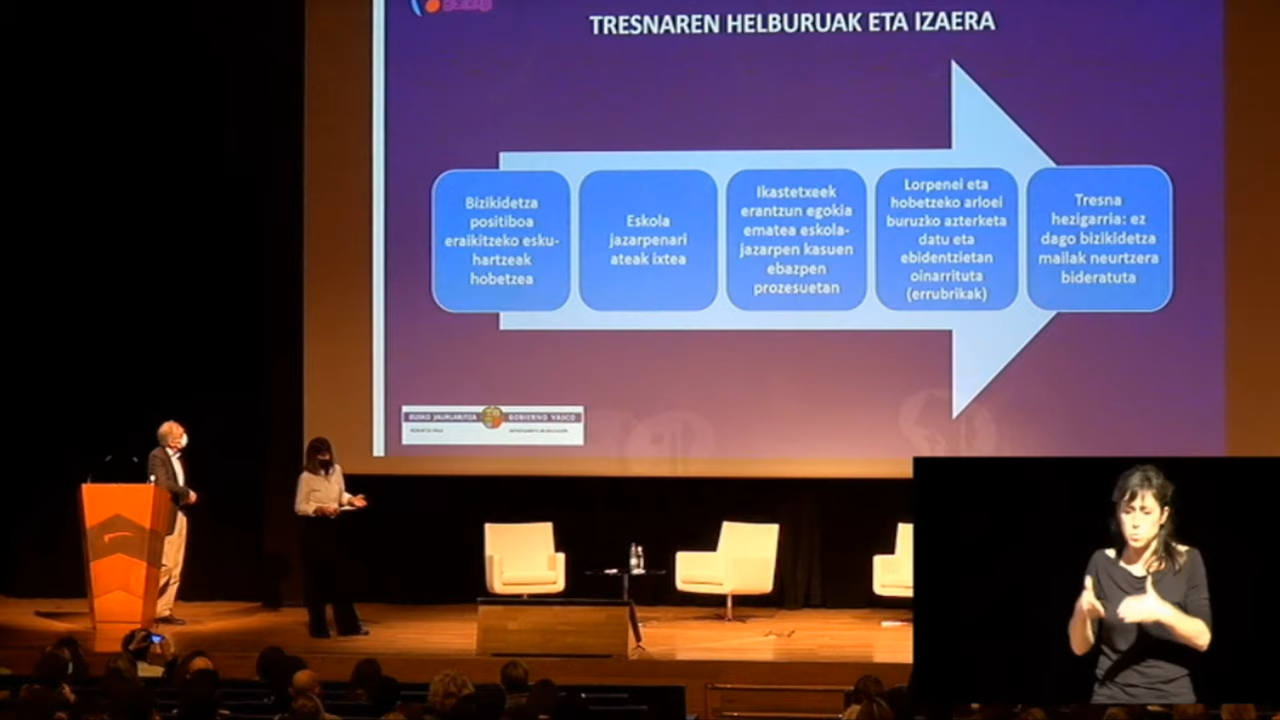 TRESNAREN HELBURUAK ETA IZAERA
Bizikidetza
positiboa
eraikitzeko esku-
hartzeak
hobetzea
Eskola
jazarpenari
ateak ixtea
Ikastetxeek
erantzun egokia
ematea eskola-
jazarpen kasuen
ebazpen
prozesuetan
Lorpenei eta
hobetzeko arloei
buruzko azterketa
datu eta
ebidentzietan
oinarrituta
(errubrikak)
Tresna
hezigarria: ez
dago bizikidetza
mailak neurtzera
bideratuta
EUSKO JAURLARITZA
GOBIERNO VASCO